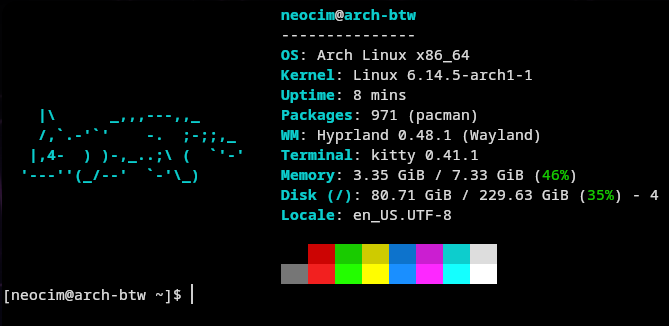 neocim@arch-btw
---------------
OS: Arch Linux x86_64
Kernel: Linux 6.14.5-arch1-1
Uptime: 8 mins
Packages: 971 (pacman)
WM: Hyprland 0.48.1 (Wayland)
Terminal: kitty 0.41.1
Memory: 3.35 GiB / 7.33 GiB (46%)
Disk (/): 80.71 GiB / 229.63 GiB (35%) - 4
Locale: en_US.UTF-8
[neocim@arch-btw ~]$